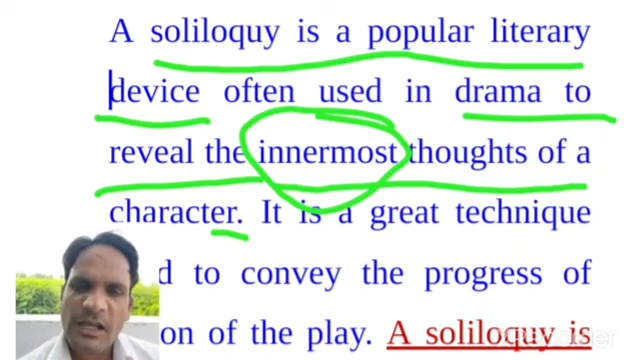 A soliloquy is a popular literary
device often used in drama to
reveal the innermost thoughts of a
character. It is a great technique
to convey the progress of
of the play. A soliloquy is